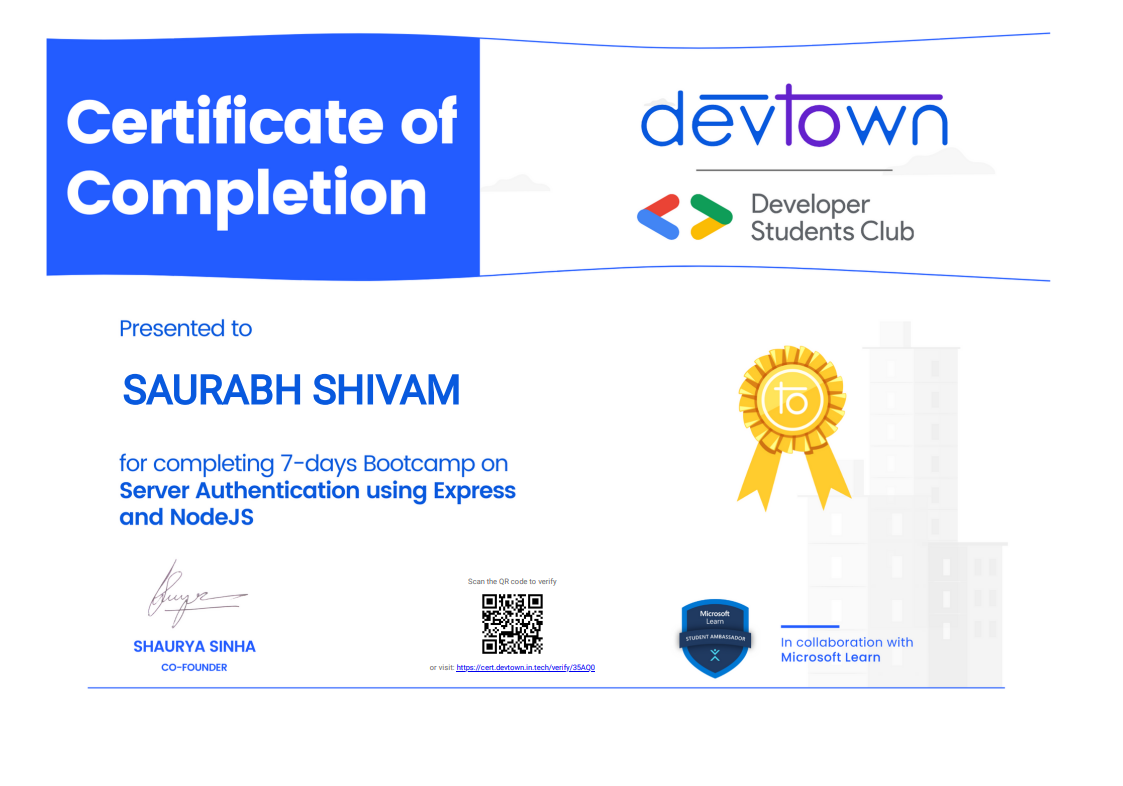 Certificate of
Completion
devtown
Developer
Students Club
Presented to
SAURABH SHIVAM
for completing 7-days Bootcamp on
Server Authentication using Express
and NodeJS
to
SHAURYA SINHA
CO-FOUNDER
Scan the QR code to verify
or visit: https://cert.devtown.in.tech/verify/35AQ0
Microsoft
Learn
STUDENT AMBASSADOR
In collaboration with
Microsoft Learn